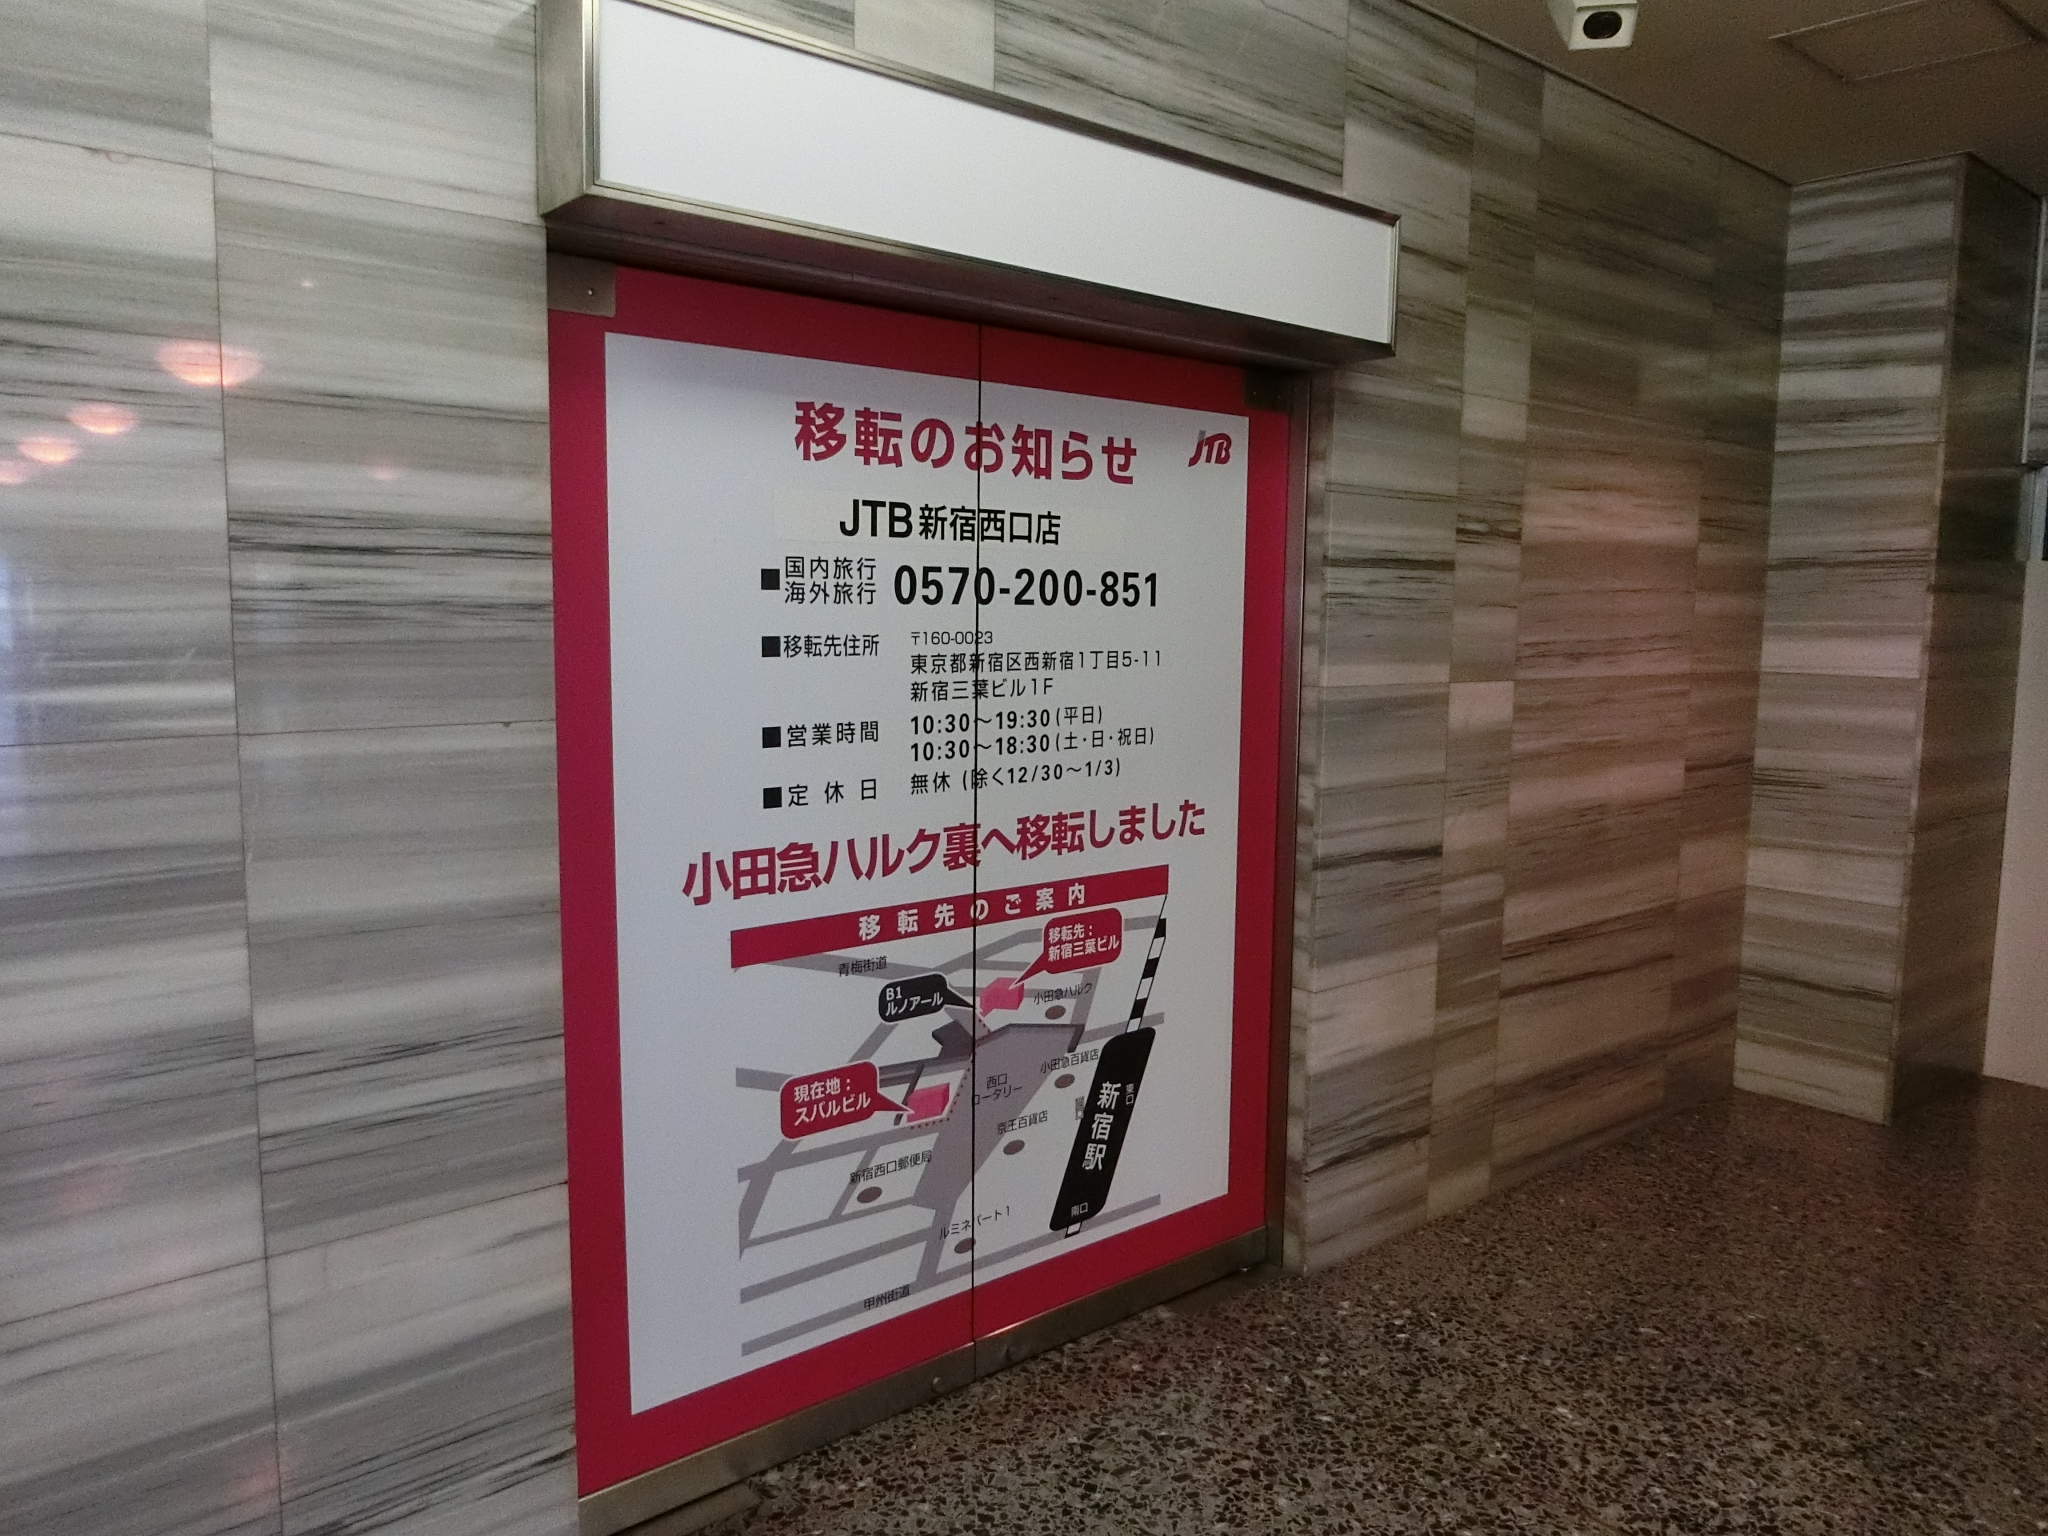 移転のお知らせ
JTB
JTB新宿西口店
■国内旅行
海外旅行
0570-200-851
■移転先住所
〒160-0023
東京都新宿区西新宿1丁目5-11
新宿三葉ビル1F
■営業時間
10:30〜19:30(平日)
10:30〜18:30(土・日・祝日)
■定休日
無休 (除く12/30〜1/3)
小田急ハルク裏へ移転しました
移転先のご案内
移転先：
新宿三葉ビル
青梅街道
B1
ルノアール
小田急ハルク
小田急百貨店
西口
ロータリー
現在地：
スバルビル
京王百貨店
新宿駅
東口
新宿西口郵便局
南口
ルミネパート1
甲州街道